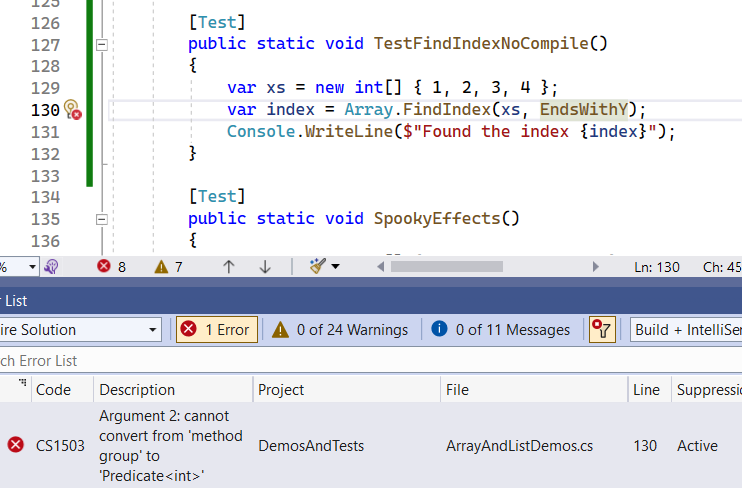 125
126 [Test]
127 public static void TestFindIndexNoCompile()
128 {
129 var xs = new int[] { 1, 2, 3, 4 };
130 var index = Array.FindIndex(xs, EndsWithY);
131 Console.WriteLine($"Found the index {index}");
132 }
133
134 [Test]
135 public static void SpookyEffects()
136 {
% 8 7 Ln: 130 Ch: 45
r List
ire Solution 1 Error 0 of 24 Warnings 0 of 11 Messages Build + IntelliSen
ch Error List
Code Description Project File Line Suppressio
Argument 2: cannot
convert from 'method
CS1503 group' to DemosAndTests ArrayAndListDemos.cs 130 Active
'Predicate<int>'